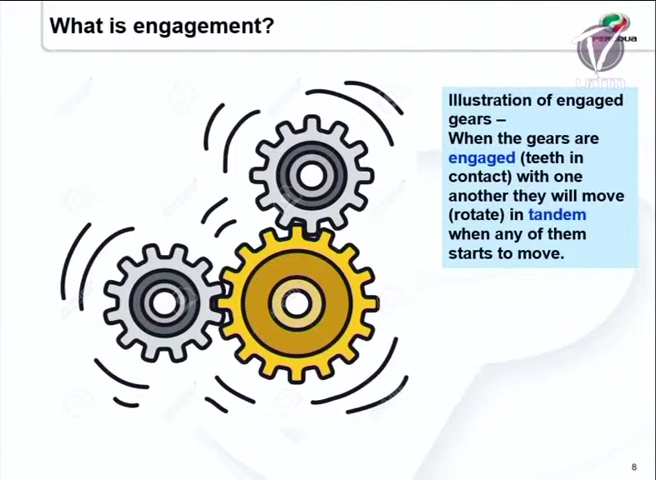 What is engagement?
Illustration of engaged
gears –
When the gears are
engaged (teeth in
contact) with one
another they will move
(rotate) in tandem
when any of them
starts to move.
8